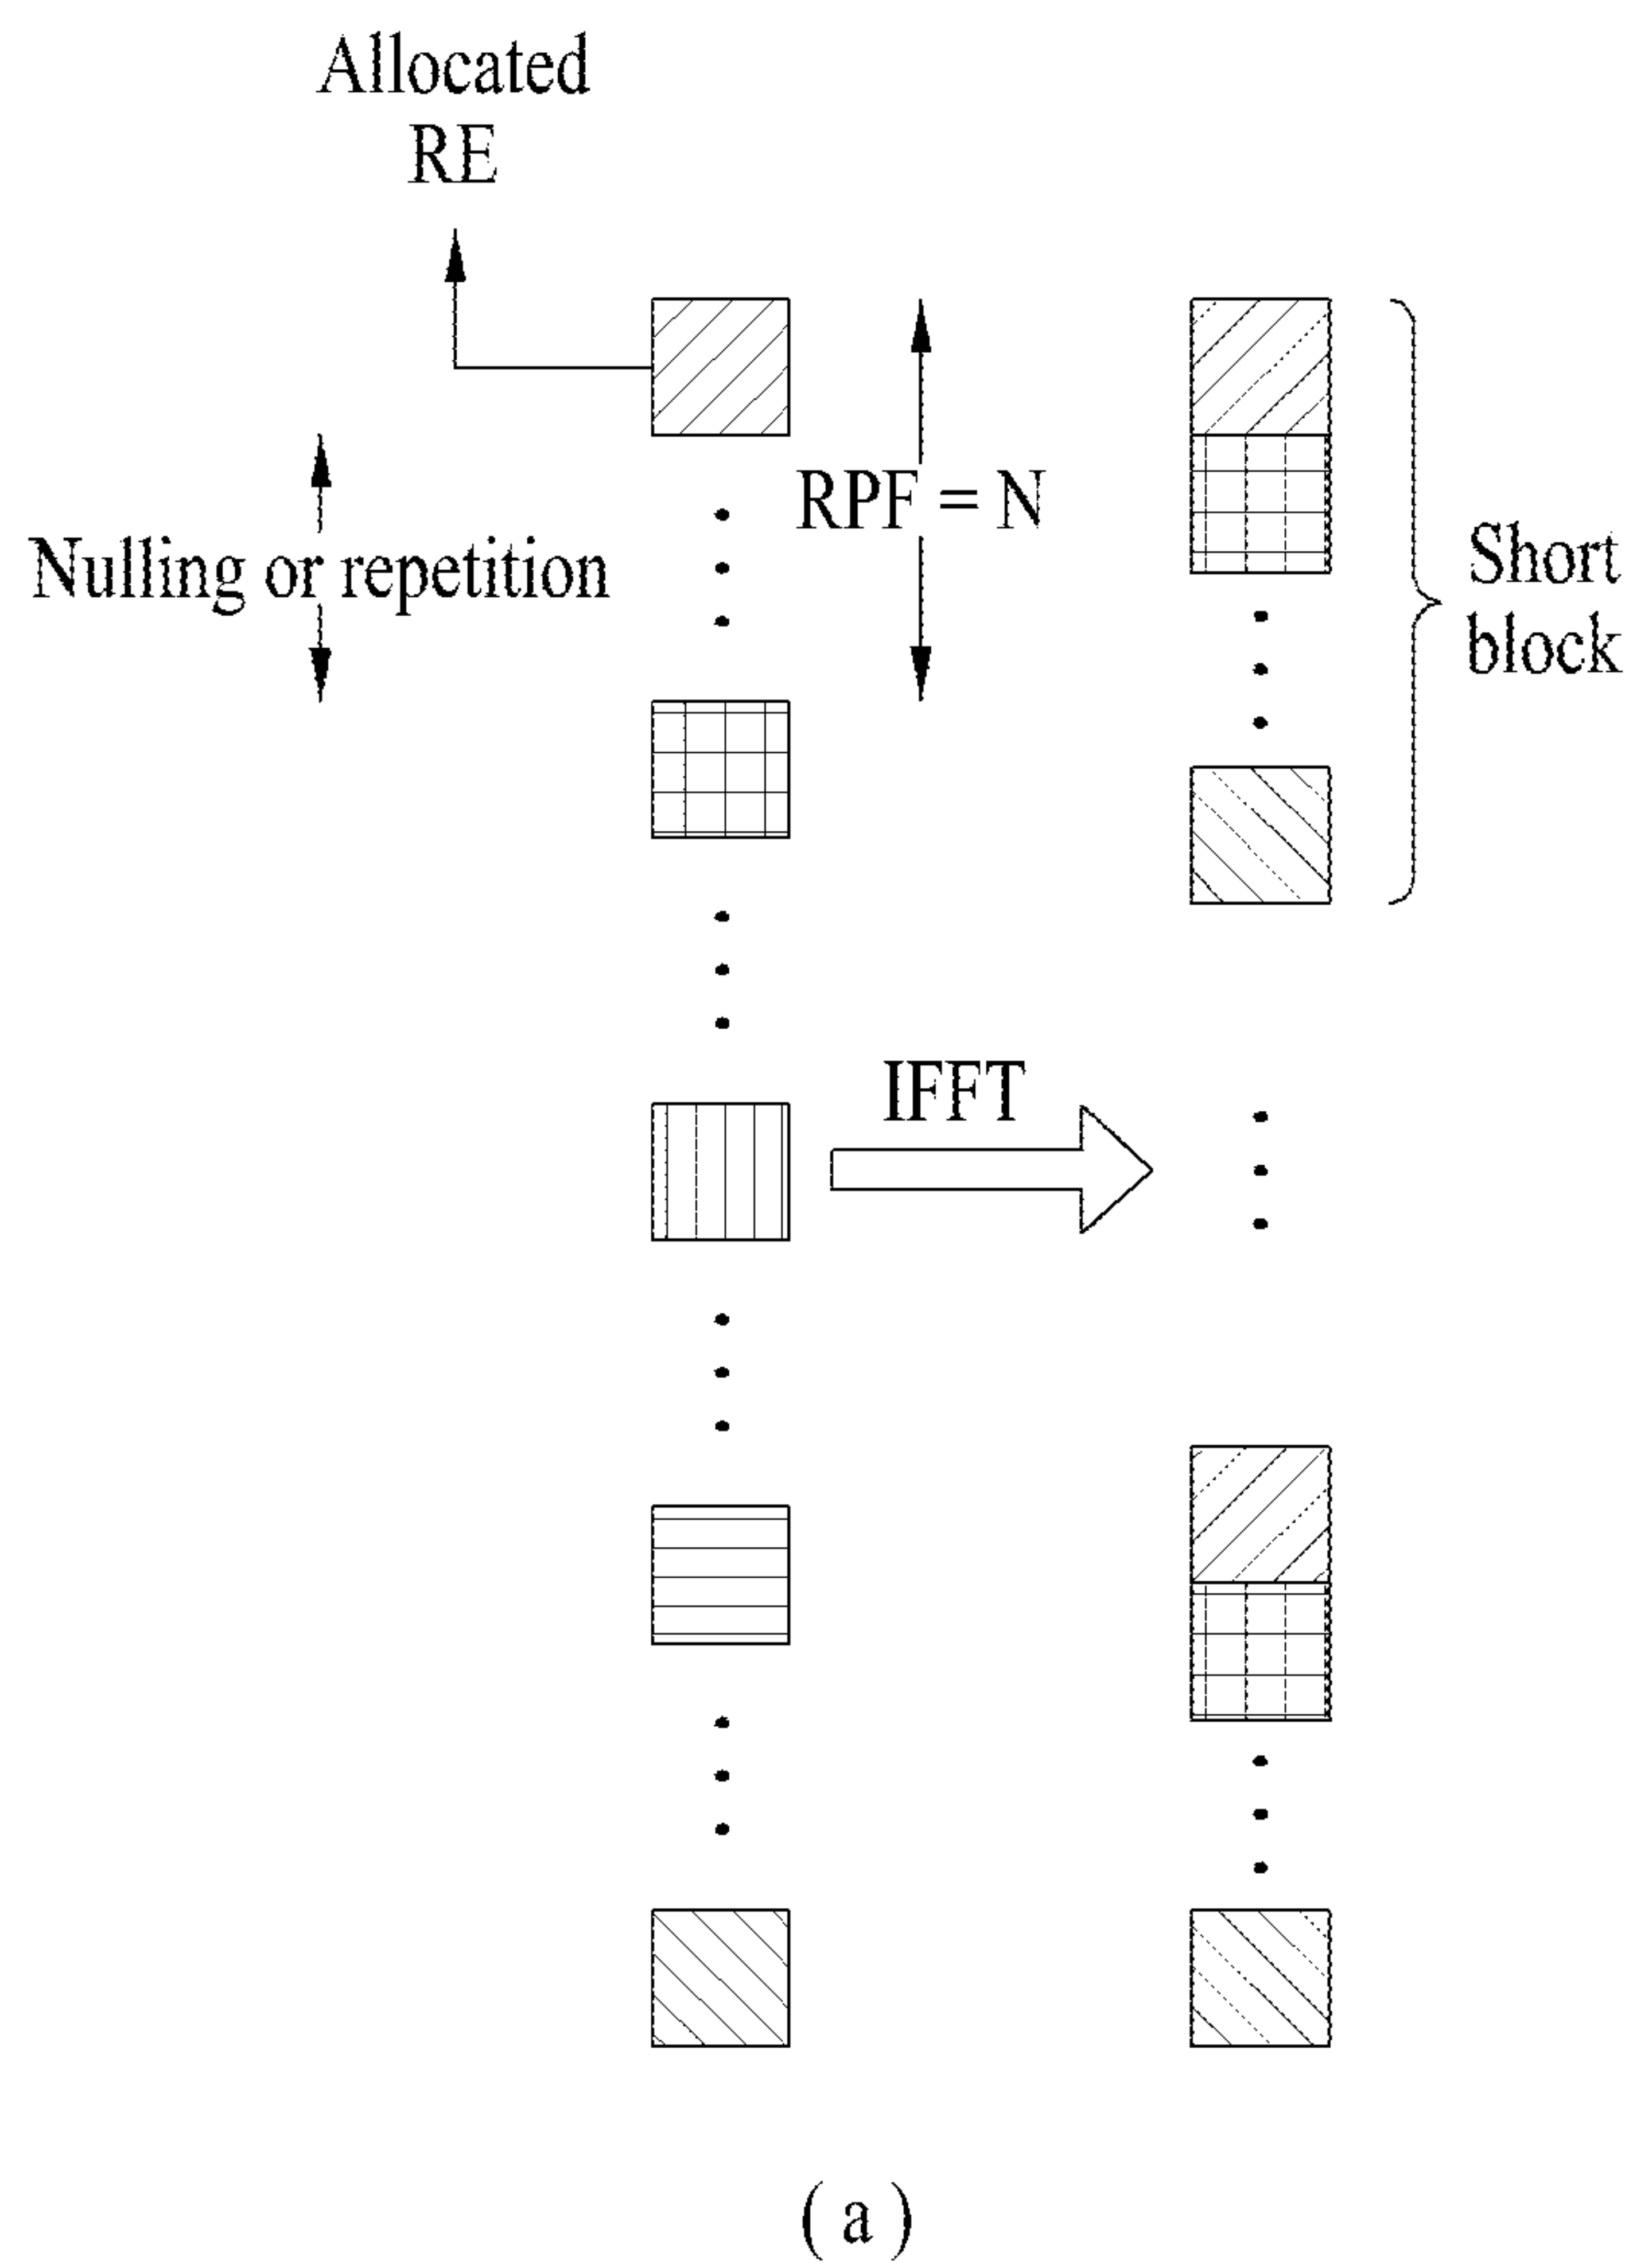 Allocated
RE
RPF = N
Nulling or repetition
Short
block
IFFT
( a )